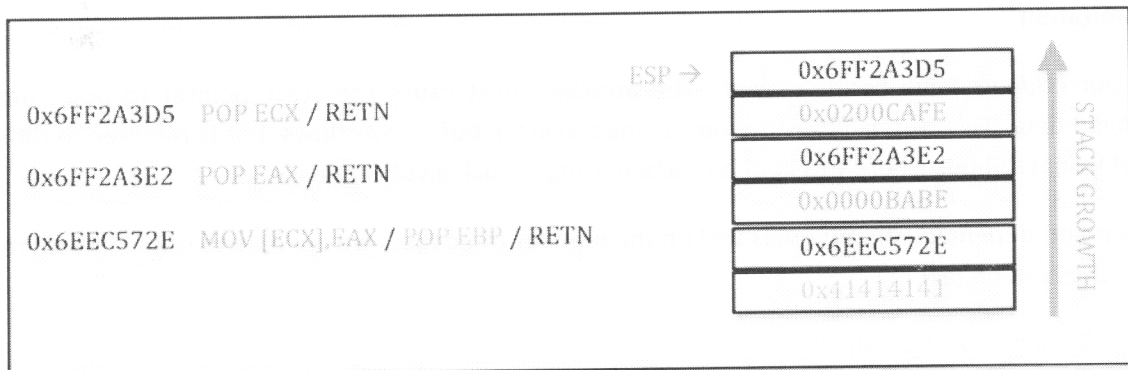 ESP → 0x6FF2A3D5
0x6FF2A3D5 POP ECX / RETN 0x0200CAFE
0x6FF2A3E2 POP EAX / RETN 0x6FF2A3E2
0x0000BABE
0x6EEC572E MOV [ECX],EAX / POP EBP / RETN 0x6EEC572E
0x41414141
STACK GROWTH